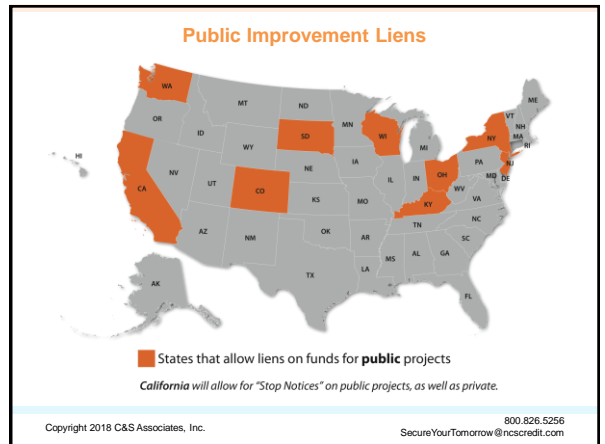 Public Improvement Liens
WA
MT
ND
MN
ME
OR
ID
SD
WI
MI
VT
NH
NY
MA
RI
WY
HI
NV
NE
IA
PA
NJ
CA
UT
CO
IL
IN
OH
MD
DE
WV
KS
MO
KY
VA
AZ
NM
OK
AR
TN
NC
SC
MS
AL
GA
TX
LA
AK
FL
States that allow liens on funds for public projects
California will allow for "Stop Notices" on public projects, as well as private.
Copyright 2018 C&S Associates, Inc.
800.826.5256
SecureYourTomorrow@ncscredit.com